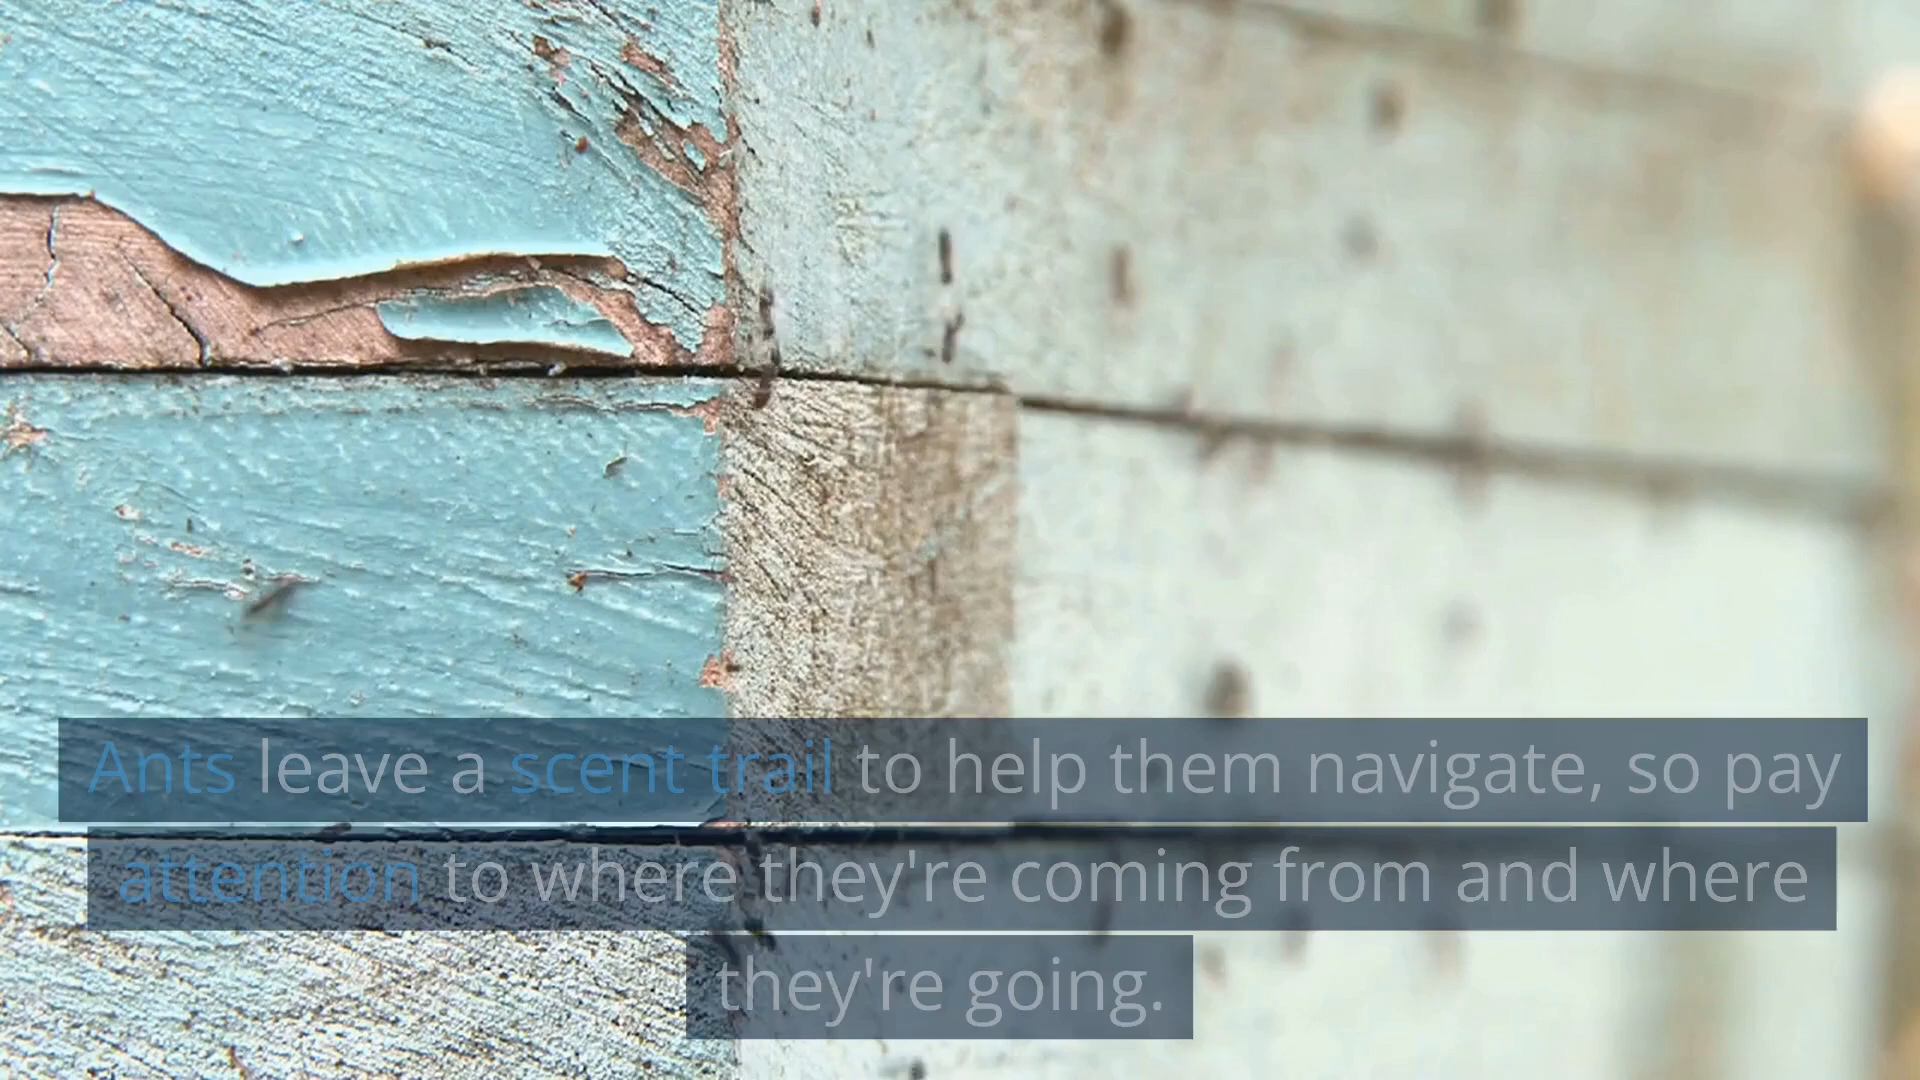 Ants leave a scent trail to help them navigate, so pay
attention to where they're coming from and where
they're going.